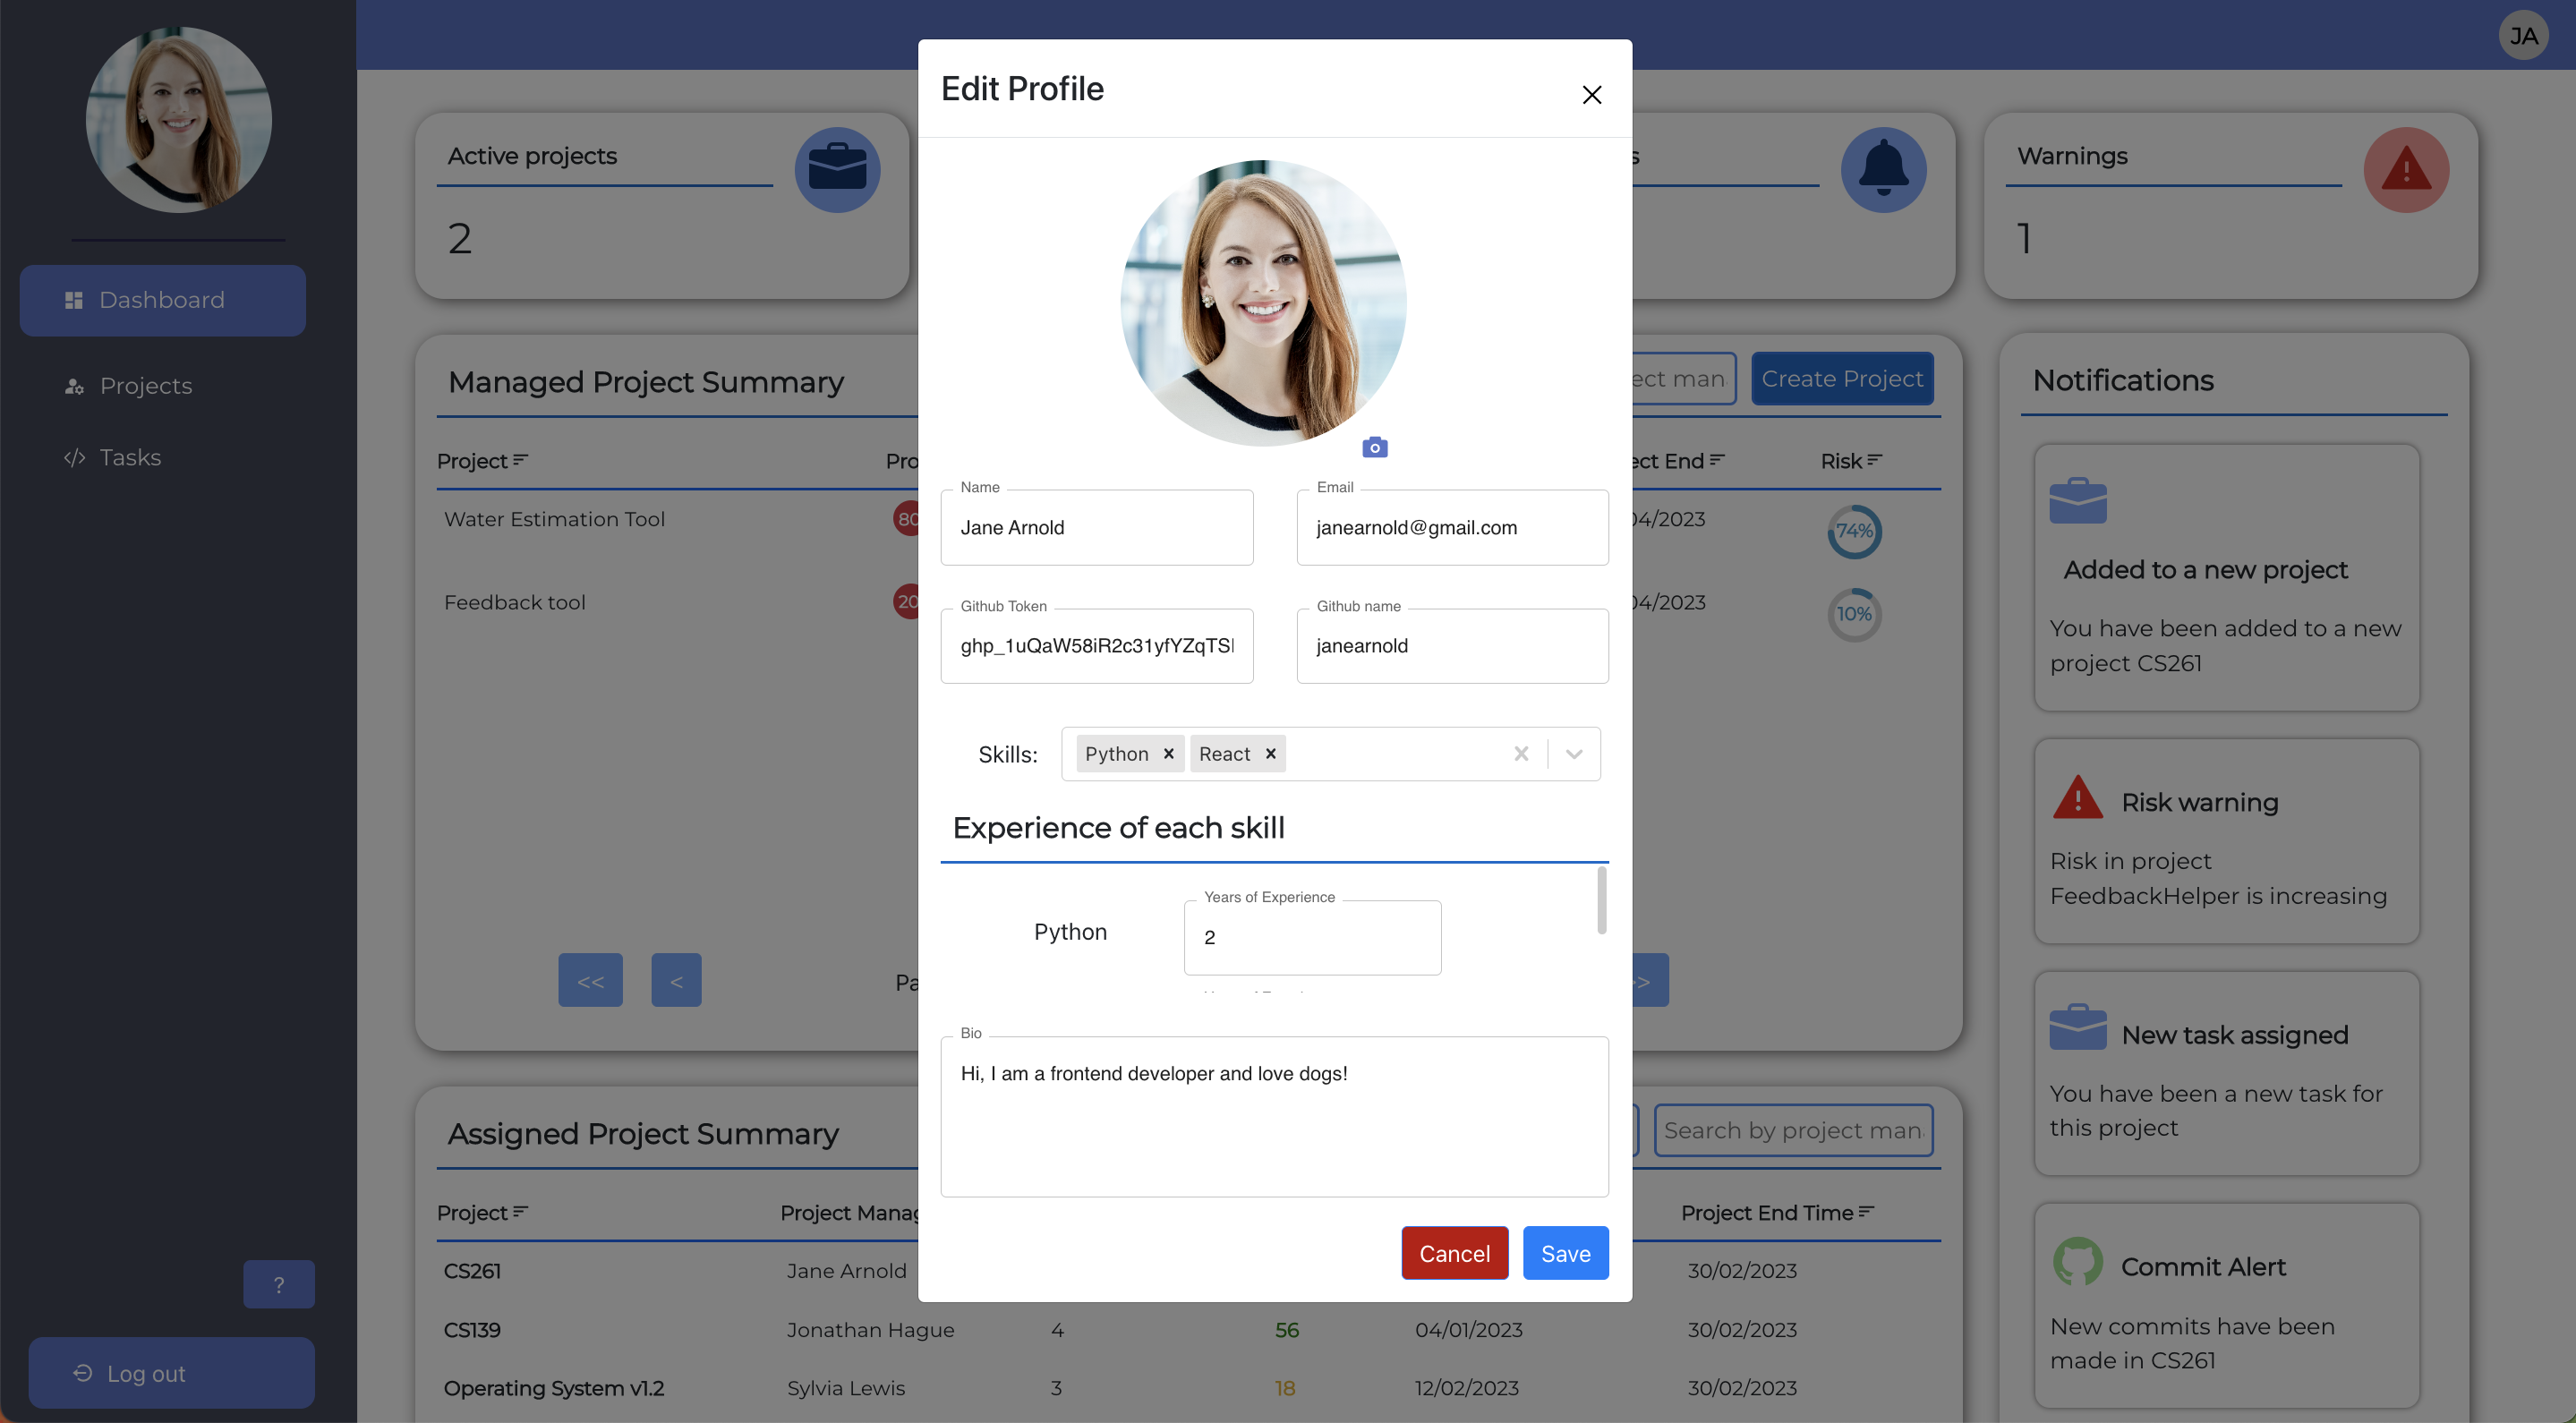 JA
Dashboard
Projects
Tasks
?
Log out
Active projects
2
Warnings
1
Managed Project Summary
Create Project
Project
End
Risk
Water Estimation Tool
80
04/2023
74%
Feedback tool
20
04/2023
10%
<<
<
Assigned Project Summary
Search by project man
Project
Project
Project End Time
CS261
Jane Arnold
30/02/2023
CS139
Jonathan Hague
4
56
04/01/2023
30/02/2023
Operating System v1.2
Sylvia Lewis
3
18
12/02/2023
30/02/2023
Edit Profile
Name
Jane Arnold
Email
janearnold@gmail.com
Github Token
Github name
janearnold
Skills:
Python
React
Experience of each skill
Python
Years of Experience
2
Bio
Hi, I am a frontend developer and love dogs!
Cancel
Save
Notifications
Added to a new project
You have been added to a new
project CS261
Risk warning
Risk in project
FeedbackHelper is increasing
New task assigned
You have been a new task for
this project
Commit Alert
New commits have been
made in CS261